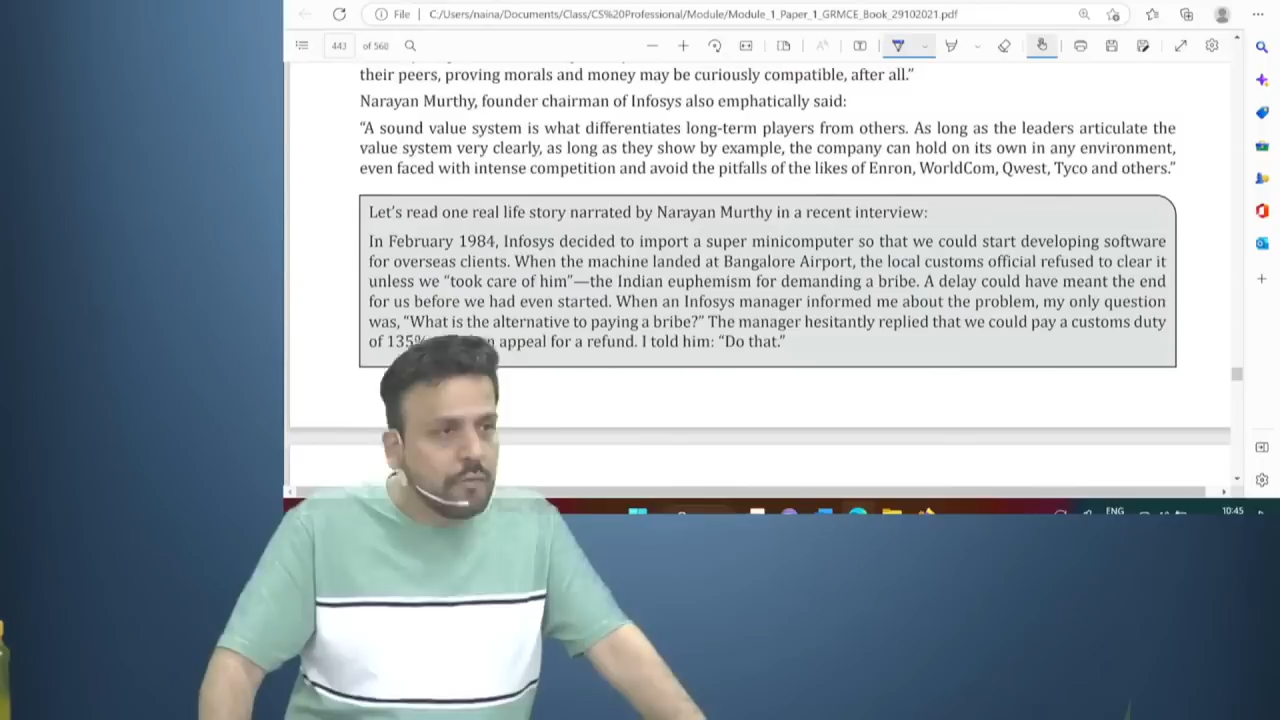 File
C:/Users/naina/Documents/Class/CS%20Professional/Module/Module_1_Paper_1_GRMCE_Book_29102021.pdf
443 of 560
their peers, proving morals and money may be curiously compatible, after all.”
Narayan Murthy, founder chairman of Infosys also emphatically said:
“A sound value system is what differentiates long-term players from others. As long as the leaders articulate the
value system very clearly, as long as they show by example, the company can hold on its own in any environment,
even faced with intense competition and avoid the pitfalls of the likes of Enron, WorldCom, Qwest, Tyco and others.”
Let’s read one real life story narrated by Narayan Murthy in a recent interview:
In February 1984, Infosys decided to import a super minicomputer so that we could start developing software
for overseas clients. When the machine landed at Bangalore Airport, the local customs official refused to clear it
unless we “took care of him”—the Indian euphemism for demanding a bribe. A delay could have meant the end
for us before we had even started. When an Infosys manager informed me about the problem, my only question
was, “What is the alternative to paying a bribe?” The manager hesitantly replied that we could pay a customs duty
of 135% appeal for a refund. I told him: “Do that.”
ENG
10:45